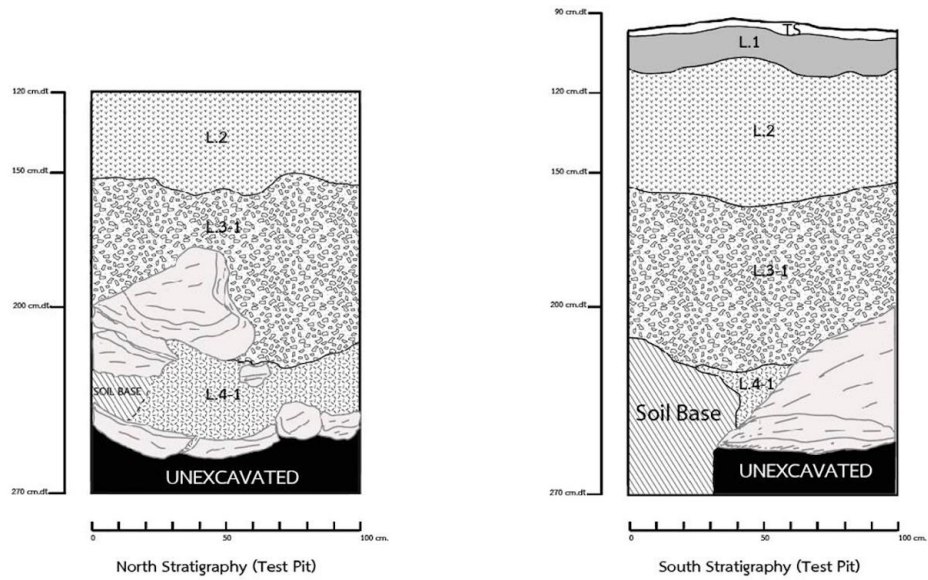 120 cm.dt
150 cm.dt
200 cm.dt
270 cm.dt
L.2
L.3-1
SOIL BASE
L.4-1
UNEXCAVATED
0
50
100 cm.
North Stratigraphy (Test Pit)
90 cm.dt
120 cm.dt
150 cm.dt
200 cm.dt
270 cm.dt
TS
L.1
L.2
L.3-1
L.4-1
Soil Base
UNEXCAVATED
0
50
100 cm.
South Stratigraphy (Test Pit)